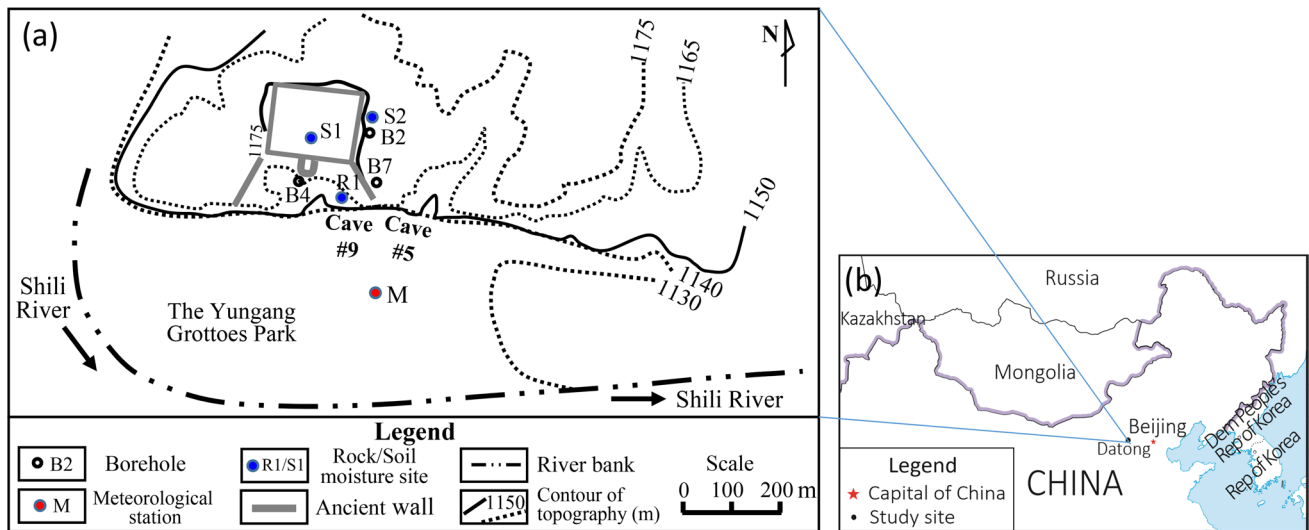 (a)
N
1175
1165
S2
B2
S1
1175
B7
B4
R1
1150
Cave
#9
Cave
#5
1140
1130
Shili
River
The Yungang
Grottoes Park
M
Shili River
Legend
B2
Borehole
R1/S1
Rock/Soil
moisture site
River bank
Scale
M
Meteorological
station
Ancient wall
1150
Contour of
topography (m)
0 100 200 m
(b)
Russia
Kazakhstan
Mongolia
Dem People's
Rep of Korea
Rep of Korea
Beijing
Datong
CHINA
Legend
Capital of China
Study site